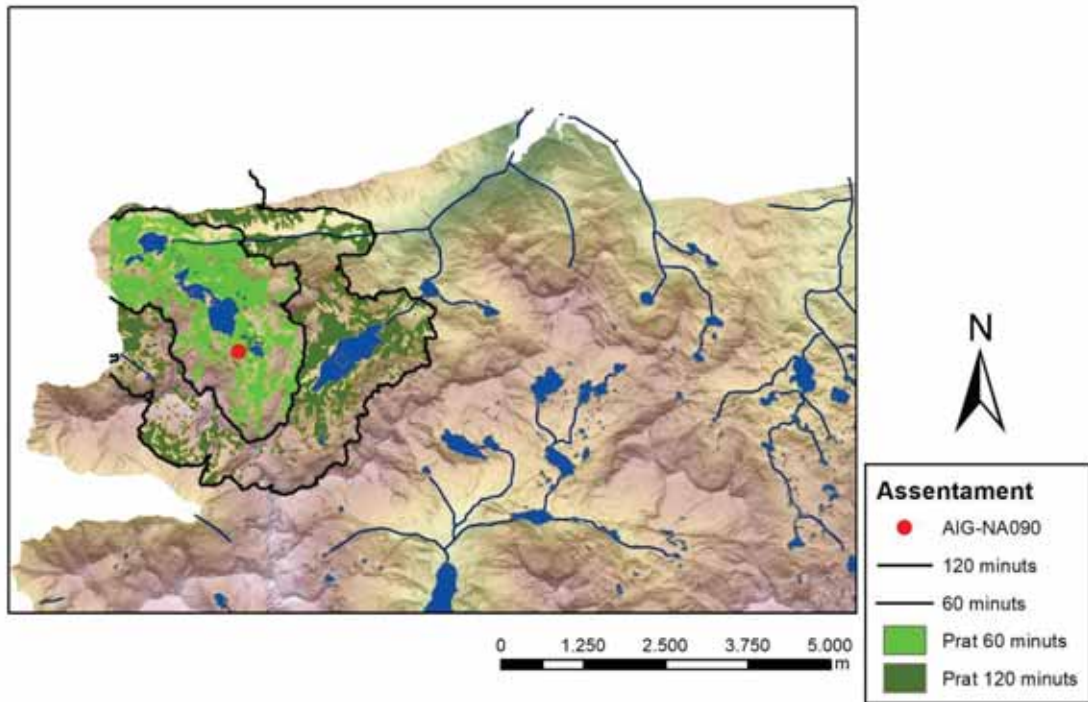 N
Assentament
AIG-NA090
120 minuts
60 minuts
Prat 60 minuts
Prat 120 minuts
0 1.250 2.500 3.750 5.000
m